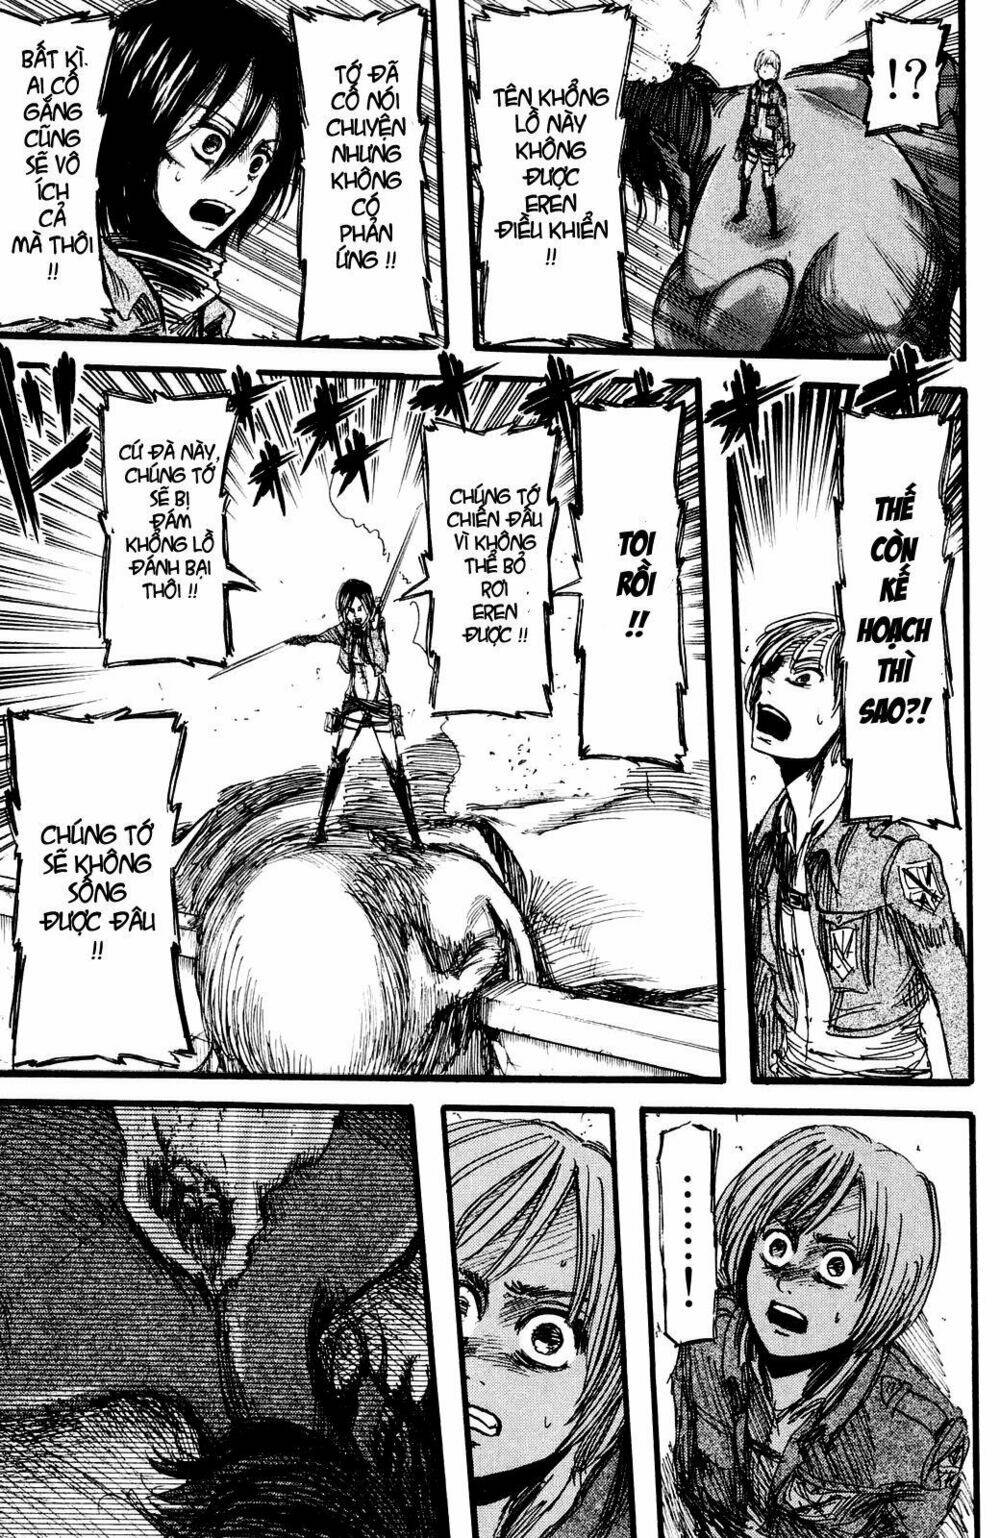 !?
TÊN KHỔNG
LỒ NÀY
KHÔNG
ĐƯỢC
EREN
ĐIỀU KHIỂN
!!
TỚ ĐÃ
CỐ NÓI
CHUYỆN
NHƯNG
KHÔNG
CÓ
PHẢN
ỨNG !!
BẤT KÌ
AI CỐ
GẮNG
CŨNG
SẼ VÔ
ÍCH
CẢ
MÀ THÔI
!!
THẾ
CÒN
KẾ
HOẠCH
THÌ
SAO?!
TOI
RỒI
!!
CHÚNG TỚ
CHIẾN ĐẤU
VÌ KHÔNG
THỂ BỎ
RƠI
EREN
ĐƯỢC !!
CỨ ĐÀ NÀY,
CHÚNG TỚ
SẼ BỊ
ĐÁM
KHỔNG LỒ
ĐÁNH BẠI
THÔI !!
CHÚNG TỚ
SẼ KHÔNG
SỐNG
ĐƯỢC ĐÂU
!!
........!